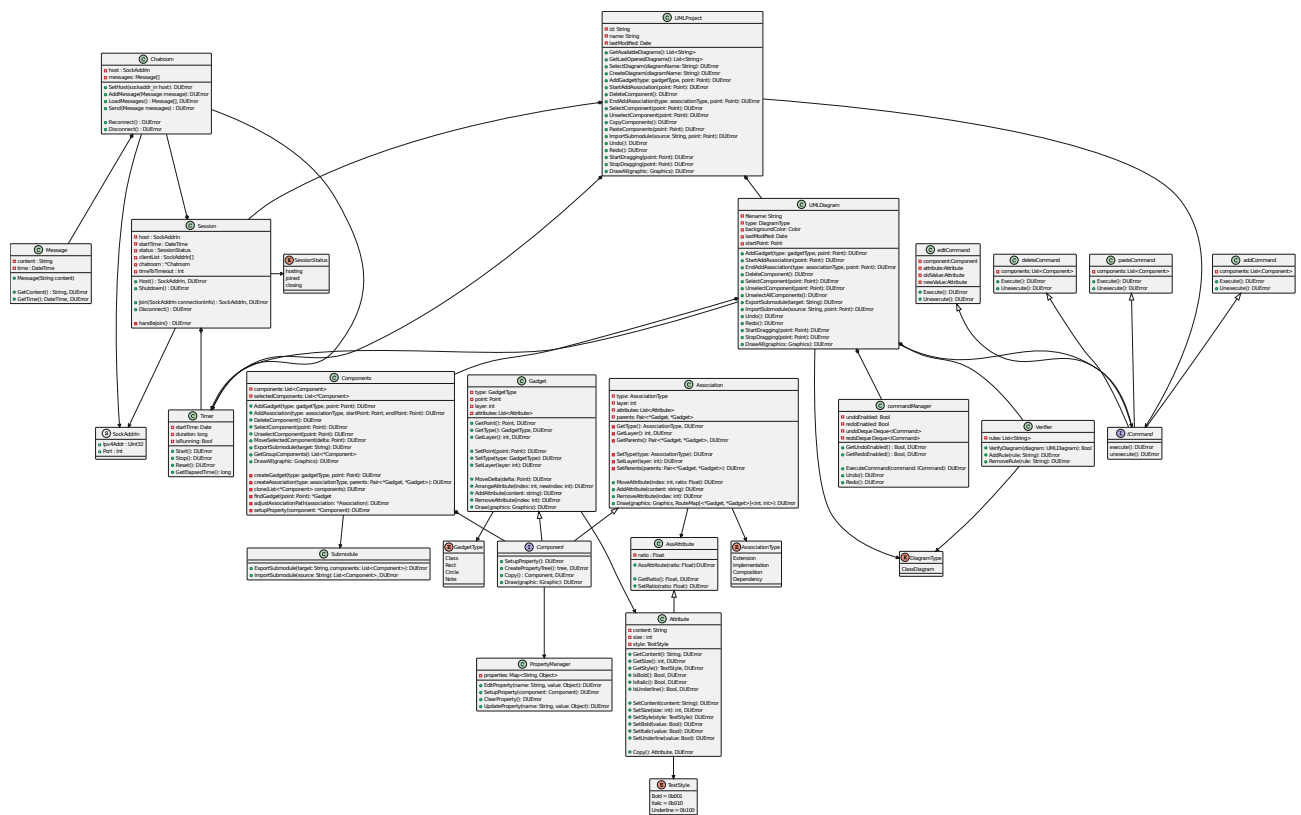 C UMLProject
id: String
name: String
lastModified: Date
GetAvailableDiagrams(): List<String>
GetLastOpenedDiagrams(): List<String>
SelectDiagram(diagramName: String): DUError
CreateDiagram(diagramName: String): DUError
AddGadget(type: gadgetType, point: Point): DUError
StartAddAssociation(point: Point): DUError
DeleteComponent(): DUError
EndAddAssociation(type: associationType, point: Point): DUError
SelectComponent(point: Point): DUError
UnselectComponent(point: Point): DUError
CopyComponents(): DUError
PasteComponents(point: Point): DUError
ImportSubmodule(source: String, point: Point): DUError
Undo(): DUError
Redo(): DUError
StartDragging(point: Point): DUError
StopDragging(point: Point): DUError
DrawAll(graphic: Graphics): DUError
C Chatroom
host : SockAddrIn
messages: Message[]
SetHost(sockaddr_in host): DUError
AddMessage(Message message): DUError
LoadMessages() : Message[], DUError
Send(Message messages) : DUError
Reconnect() : DUError
Disconnect() : DUError
C UMLDiagram
filename: String
type: DiagramType
backgroundColor: Color
lastModified: Date
startPoint: Point
AddGadget(type: gadgetType, point: Point): DUError
StartAddAssociation(point: Point): DUError
EndAddAssociation(type: associationType, point: Point): DUError
DeleteComponent(): DUError
SelectComponent(point: Point): DUError
UnselectComponent(point: Point): DUError
UnselectAllComponents(): DUError
ExportSubmodule(target: String): DUError
ImportSubmodule(source: String, point: Point): DUError
Undo(): DUError
Redo(): DUError
StartDragging(point: Point): DUError
StopDragging(point: Point): DUError
DrawAll(graphics: Graphics): DUError
C Session
host : SockAddrIn
startTime : DateTime
status : SessionStatus
clientList : SockAddrIn[]
chatroom : *Chatroom
timeToTimeout : Int
Host() : SockAddrIn, DUError
Shutdown() : DUError
Join(SockAddrIn connectionInfo) : SockAddrIn, DUError
Disconnect() : DUError
handleJoin() : DUError
C Message
content : String
time : DateTime
Message(String content)
GetContent() : String, DUError
GetTime(): DateTime, DUError
E SessionStatus
hosting
joined
closing
C editCommand
component:Component
attribute:Attribute
oldValue:Attribute
newValue:Attribute
Execute(): DUError
Unexecute(): DUError
C deleteCommand
components: List<Component>
Execute(): DUError
Unexecute(): DUError
C pasteCommand
components: List<Component>
Execute(): DUError
Unexecute(): DUError
C addCommand
components: List<Component>
Execute(): DUError
Unexecute(): DUError
C Components
components: List<Component>
selectedComponents: List<*Component>
AddGadget(type: gadgetType, point: Point): DUError
AddAssociation(type: associationType, startPoint: Point, endPoint: Point): DUError
DeleteComponent(): DUError
SelectComponent(point: Point): DUError
UnselectComponent(point: Point): DUError
MoveSelectedComponent(delta: Point): DUError
ExportSubmodule(target: String): DUError
GetGroupComponents(): List<*Component>
DrawAll(graphic: Graphics): DUError
createGadget(type: gadgetType, point: Point): DUError
createAssociation(type: associationType, parents: Pair<*Gadget, *Gadget>): DUError
clone(List<*Component> components): DUError
findGadget(point: Point): *Gadget
adjustAssociationPath(association: *Association): DUError
setupProperty(component: *Component): DUError
C Gadget
type: GadgetType
point: Point
layer: int
attributes: List<Attribute>
GetPoint(): Point, DUError
GetType(): GadgetType, DUError
GetLayer(): int, DUError
SetPoint(point: Point): DUError
SetType(type: GadgetType): DUError
SetLayer(layer: int): DUError
MoveDelta(delta: Point): DUError
ArrangeAttribute(index: int, newIndex: int): DUError
AddAttribute(content: string): DUError
RemoveAttribute(index: int): DUError
Draw(graphics: Graphics): DUError
C Association
type: AssociationType
layer: int
attributes: List<Attribute>
parents: Pair<*Gadget, *Gadget>
GetType(): AssociationType, DUError
GetLayer(): int, DUError
GetParents(): Pair<*Gadget, *Gadget>, DUError
SetType(type: AssociationType): DUError
SetLayer(layer: int): DUError
SetParents(parents: Pair<*Gadget, *Gadget>): DUError
MoveAttribute(index: int, ratio: Float): DUError
AddAttribute(content: string): DUError
RemoveAttribute(index: int): DUError
Draw(graphics: Graphics, RouteMap[<*Gadget, *Gadget>]<int, int>): DUError
C commandManager
undoEnabled: Bool
redoEnabled: Bool
undoDeque Deque<ICommand>
redoDeque Deque<ICommand>
GetUndoEnabled() : Bool, DUError
GetRedoEnabled() : Bool, DUError
ExecuteCommand(command: ICommand): DUError
Undo(): DUError
Redo(): DUError
C Verifier
rules: List<String>
VerifyDiagram(diagram: UMLDiagram): Bool
AddRule(rule: String): DUError
RemoveRule(rule: String): DUError
I ICommand
execute(): DUError
unexecute(): DUError
SockAddrIn
Ipv4Addr : Uint32
Port : Int
C Timer
startTime: Date
duration: long
isRunning: Bool
Start(): DUError
Stop(): DUError
Reset(): DUError
GetElapsedTime(): long
C Submodule
ExportSubmodule(target: String, components: List<Component>): DUError
ImportSubmodule(source: String): List<Component>, DUError
E GadgetType
Class
Rect
Circle
Note
I Component
SetupProperty(): DUError
CreatePropertyTree(): tree, DUError
Copy() : Component, DUError
Draw(graphic: IGraphic): DUError
C AssAttribute
ratio : Float
AssAttribute(ratio: Float):DUError
GetRatio(): Float, DUError
SetRatio(ratio: Float): DUError
E AssociationType
Extension
Implementation
Composition
Dependency
E DiagramType
ClassDiagram
C Attribute
content: String
size : int
style: TextStyle
GetContent(): String, DUError
GetSize(): int, DUError
GetStyle(): TextStyle, DUError
IsBold(): Bool, DUError
IsItalic(): Bool, DUError
IsUnderline(): Bool, DUError
SetContent(content: String): DUError
SetSize(size: int): int, DUError
SetStyle(style: TextStyle): DUError
SetBold(value: Bool): DUError
SetItalic(value: Bool): DUError
SetUnderline(value: Bool): DUError
Copy(): Attribute, DUError
C PropertyManager
properties: Map<String, Object>
EditProperty(name: String, value: Object): DUError
SetupProperty(component: Component): DUError
ClearProperty(): DUError
UpdateProperty(name: String, value: Object): DUError
E TextStyle
Bold = 0b001
Italic = 0b010
Underline = 0b100